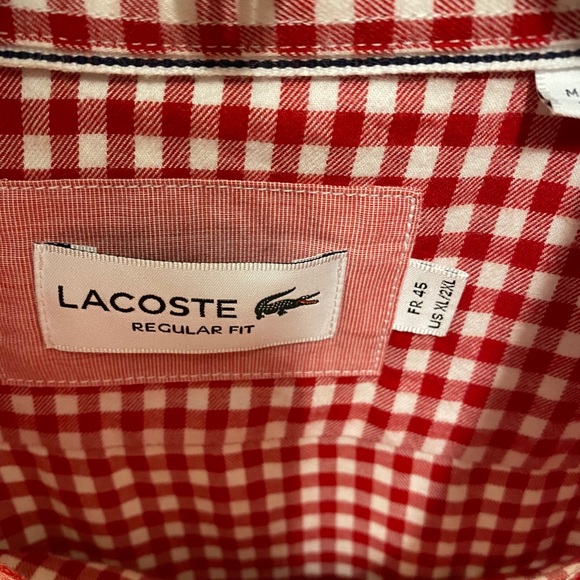 LACOSTE
REGULAR FIT
FR 45
US XL/2XL